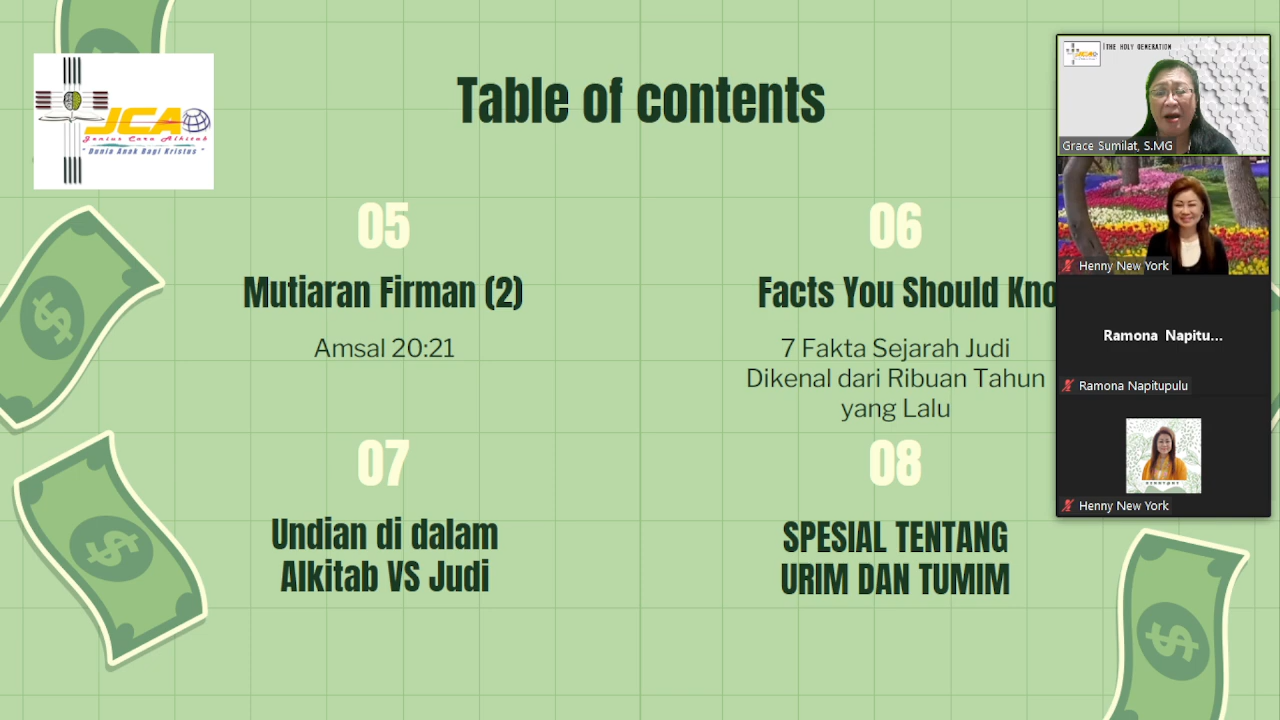 JCA
Jenius Cara Alkitab
" Dunia Anak Bagi Kristus "
Table of contents
05
Mutiaran Firman (2)
Amsal 20:21
06
Facts You Should Kno
7 Fakta Sejarah Judi
Dikenal dari Ribuan Tahun
yang Lalu
07
Undian di dalam
Alkitab VS Judi
08
SPESIAL TENTANG
URIM DAN TUMIM
THE HOLY GENERATION
Grace Sumilat, S.MG
Henny New York
Ramona Napitu...
Ramona Napitupulu
Henny New York